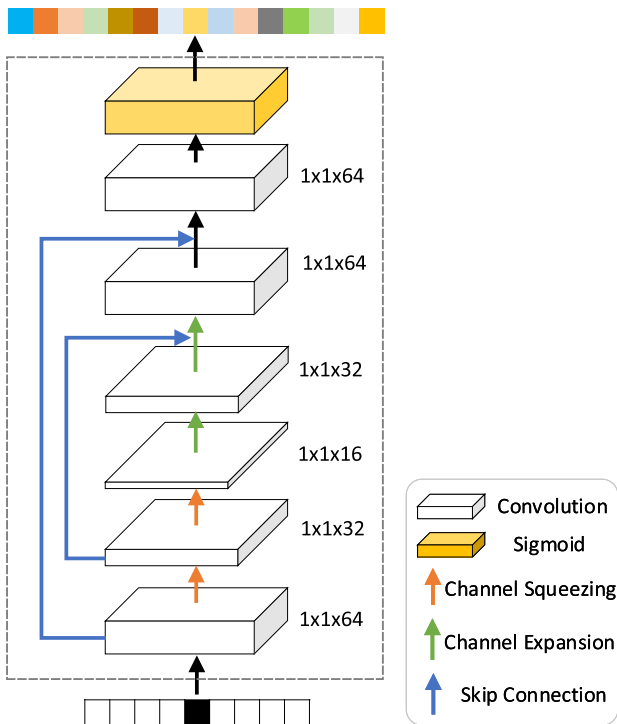 1x1x64
1x1x64
1x1x32
1x1x16
1x1x32
1x1x64
Convolution
Sigmoid
Channel Squeezing
Channel Expansion
Skip Connection